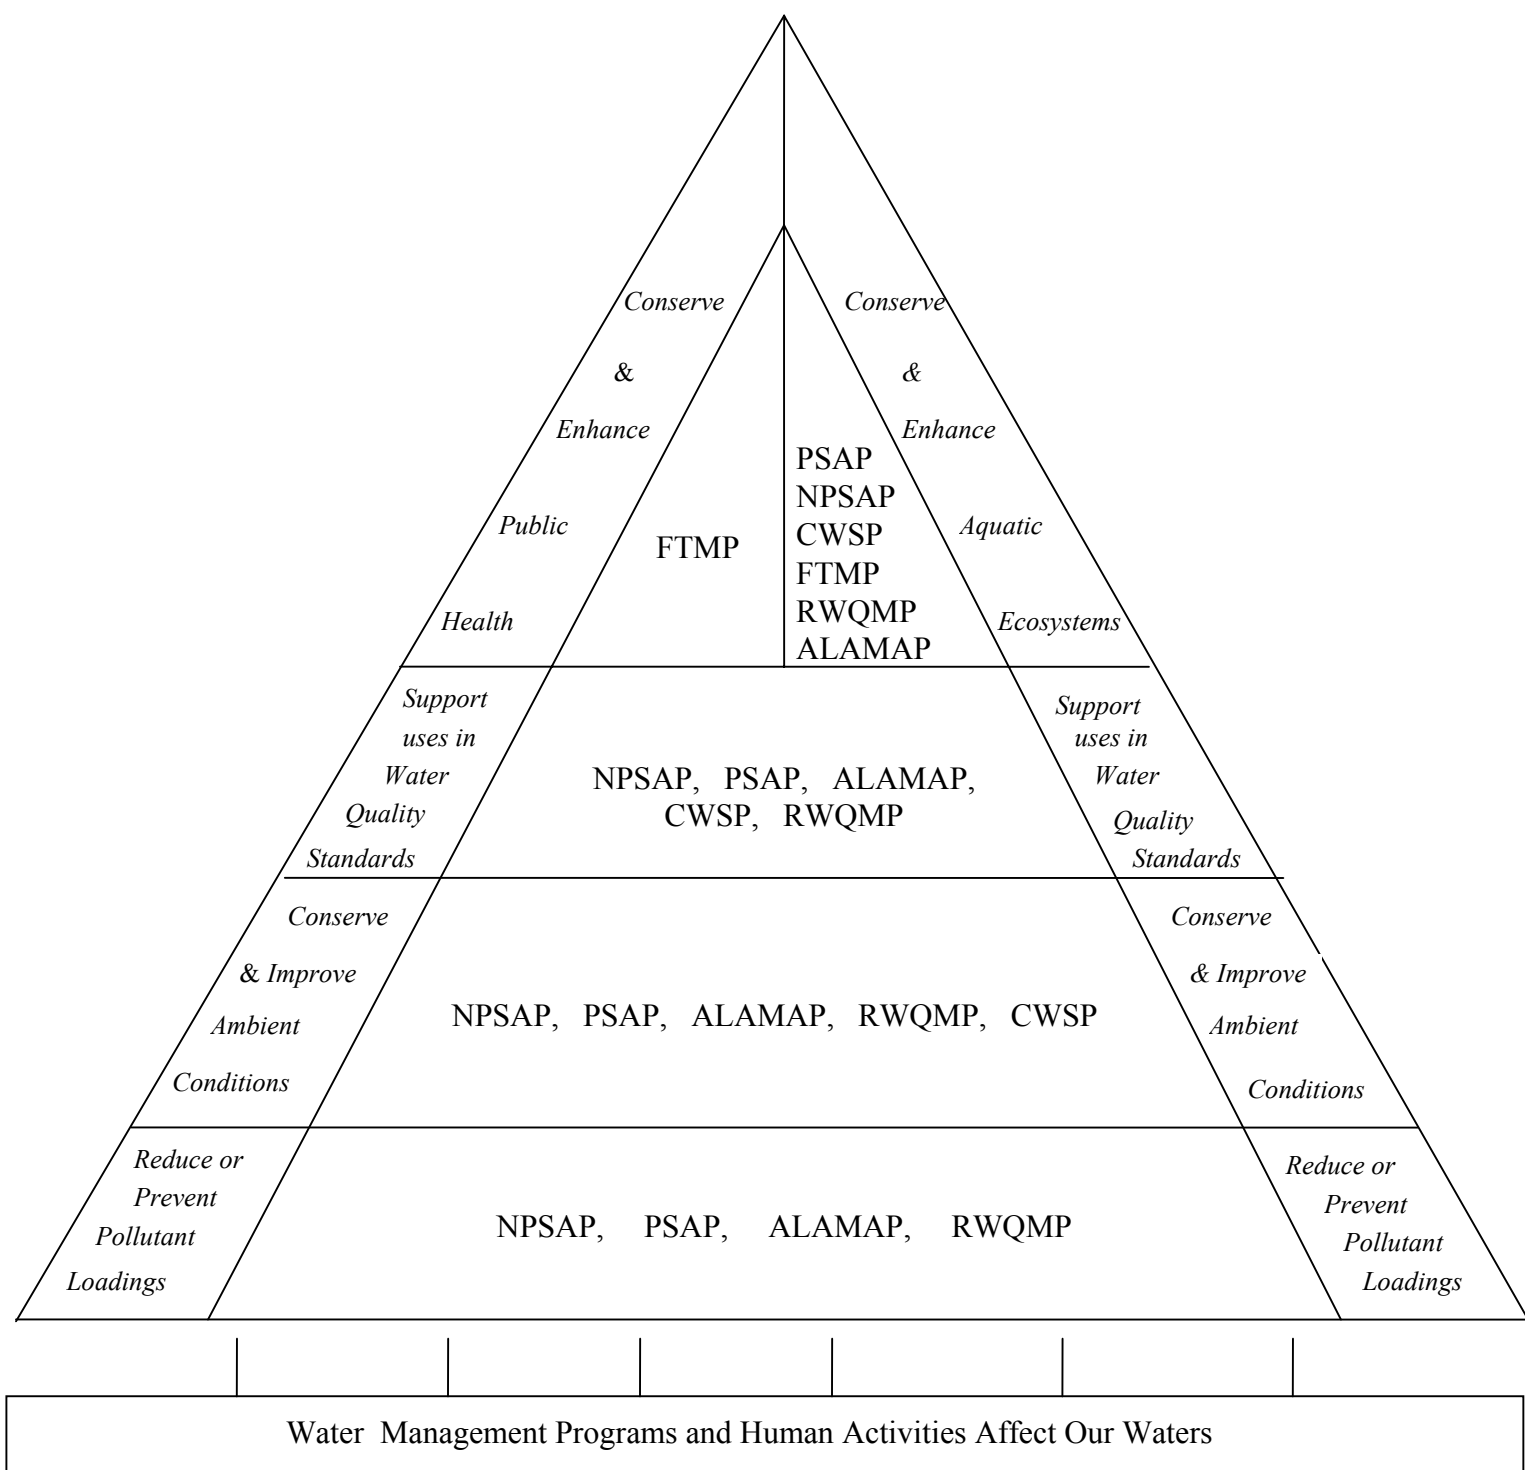 Conserve
&
Enhance
Public
Health
FTMP
PSAP
NPSAP
CWSP
FTMP
RWQMP
ALAMAP
Conserve
&
Enhance
Aquatic
Ecosystems
Support
uses in
Water
Quality
Standards
NPSAP, PSAP, ALAMAP,
CWSP, RWQMP
Support
uses in
Water
Quality
Standards
Conserve
& Improve
Ambient
Conditions
NPSAP, PSAP, ALAMAP, RWQMP, CWSP
Conserve
& Improve
Ambient
Conditions
Reduce or
Prevent
Pollutant
Loadings
NPSAP, PSAP, ALAMAP, RWQMP
Reduce or
Prevent
Pollutant
Loadings
Water Management Programs and Human Activities Affect Our Waters